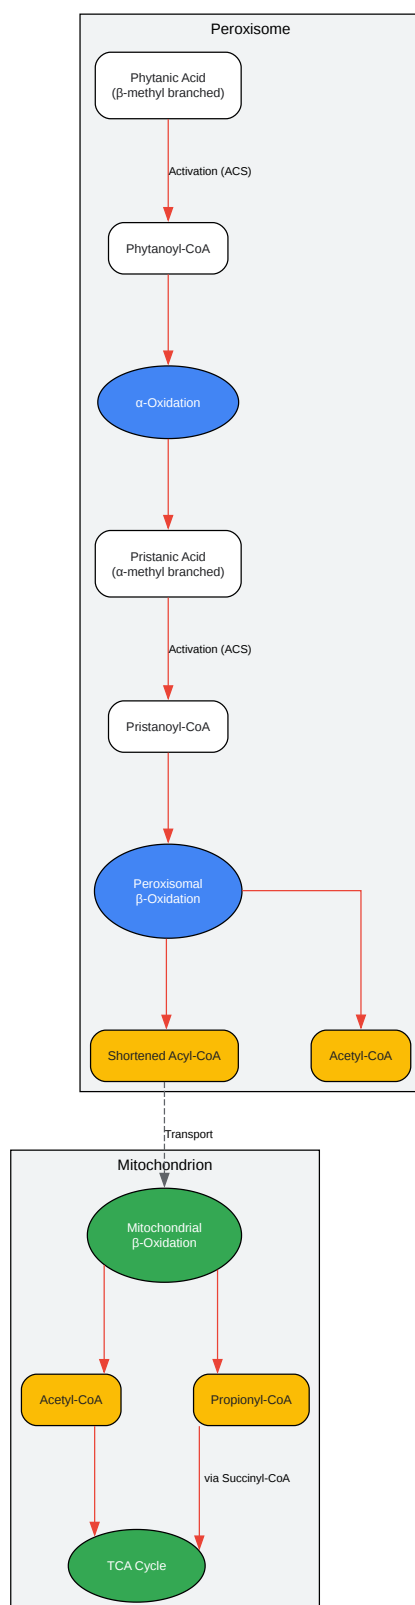 Peroxisome
Phytanic Acid
(β-methyl branched)
Activation (ACS)
Phytanoyl-CoA
α-Oxidation
Pristanic Acid
(α-methyl branched)
Activation (ACS)
Pristanoyl-CoA
Peroxisomal
β-Oxidation
Shortened Acyl-CoA
Acetyl-CoA
Transport
Mitochondrion
Mitochondrial
β-Oxidation
Acetyl-CoA
Propionyl-CoA
via Succinyl-CoA
TCA Cycle